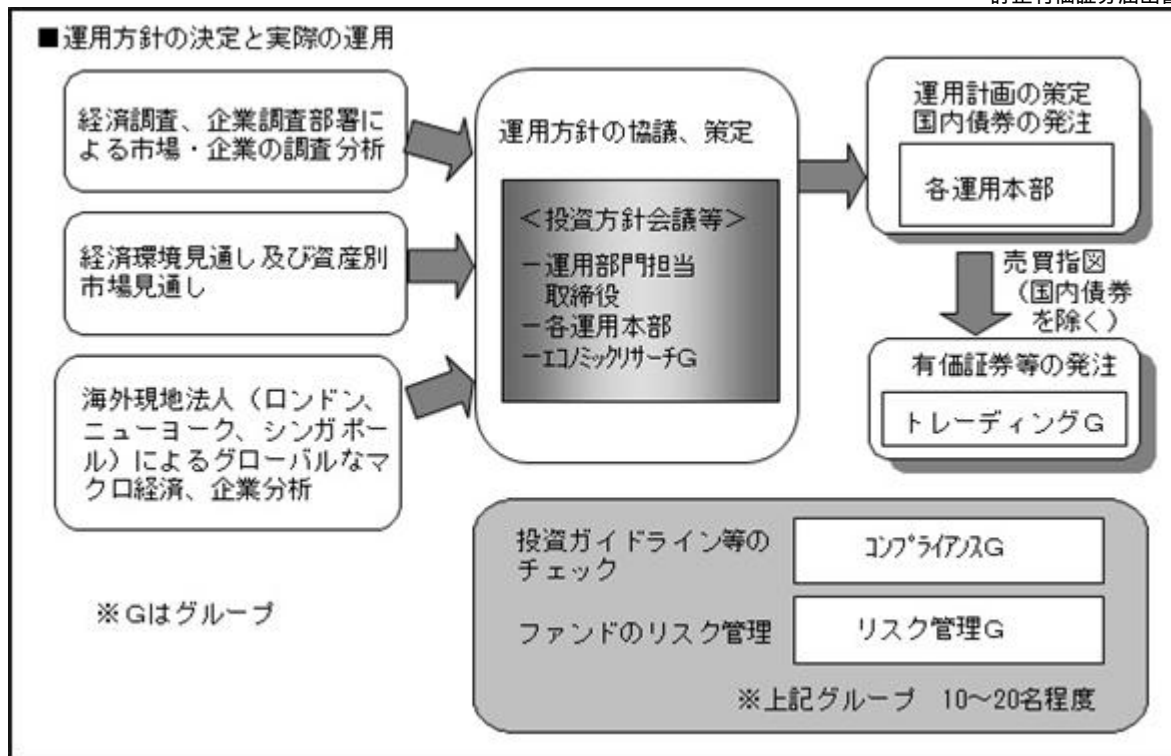 訂正有価証券届出書
■運用方針の決定と実際の運用
経済調査、企業調査部署に
よる市場・企業の調査分析
経済環境見通し及び資産別
市場見通し
海外現地法人（ロンドン、
ニューヨーク、シンガポー
ル）によるグローバルなマ
クロ経済、企業分析
※Gはグループ
運用方針の協議、策定
＜投資方針会議等＞
－運用部門担当
取締役
－各運用本部
－ｴｺﾉﾐｯｸﾘｻｰﾁG
運用計画の策定
国内債券の発注
各運用本部
売買指図
（国内債券
を除く）
有価証券等の発注
トレーディングG
投資ガイドライン等の
チェック
ｺﾝﾌﾟﾗｲｱﾝｽG
ファンドのリスク管理
リスク管理G
※上記グループ　10～20名程度